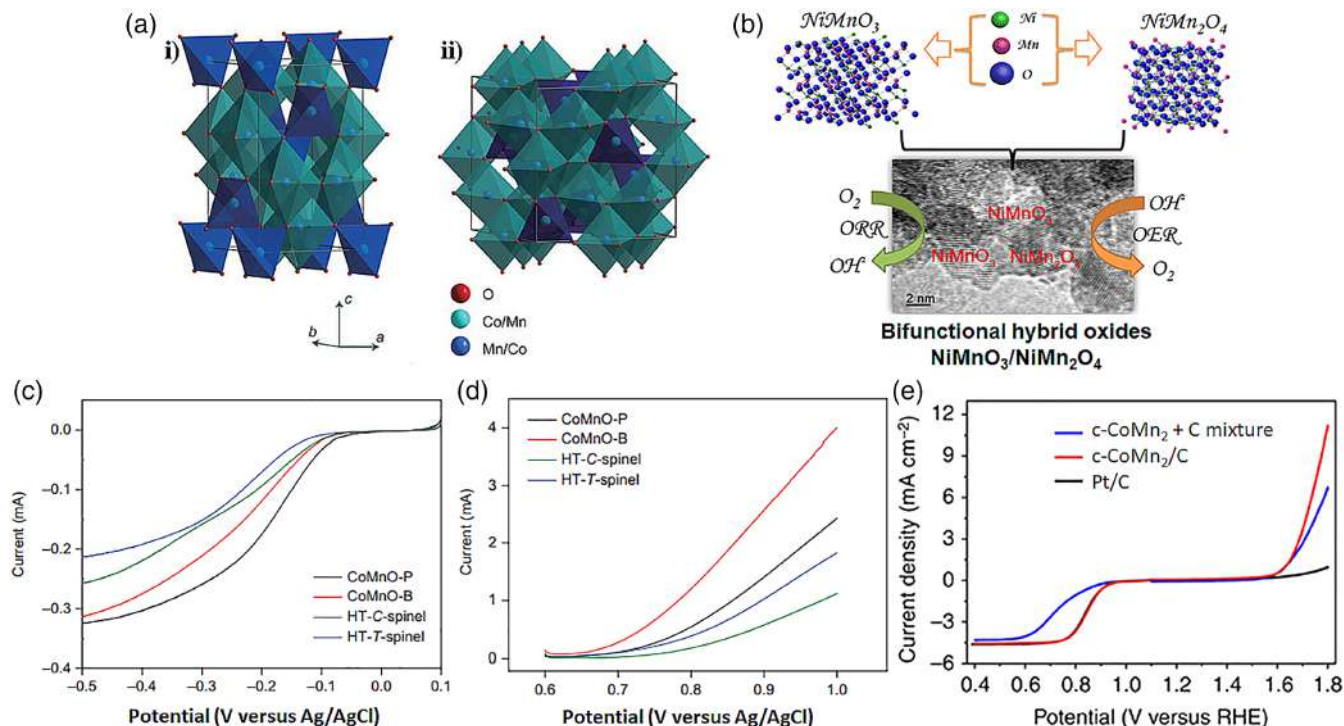 (a)
i)
ii)
c
b
a
O
Co/Mn
Mn/Co
(b)
NiMnO₃
NiMn₂O₄
Ni
Mn
O
O₂
ORR
OH⁻
NiMnO₃
NiMnO₃
NiMn₂O₄
OH⁻
OER
O₂
2 nm
Bifunctional hybrid oxides
NiMnO₃/NiMn₂O₄
(c)
0.0
−0.1
−0.2
−0.3
−0.4
Current (mA)
CoMnO-P
CoMnO-B
HT-C-spinel
HT-T-spinel
−0.5 −0.4 −0.3 −0.2 −0.1 0.0 0.1
Potential (V versus Ag/AgCl)
(d)
4
3
2
1
0
Current (mA)
CoMnO-P
CoMnO-B
HT-C-spinel
HT-T-spinel
0.6 0.7 0.8 0.9 1.0
Potential (V versus Ag/AgCl)
(e)
12
9
6
3
0
−3
−6
Current density (mA cm⁻²)
c-CoMn₂ + C mixture
c-CoMn₂/C
Pt/C
0.4 0.6 0.8 1.0 1.2 1.4 1.6 1.8
Potential (V versus RHE)